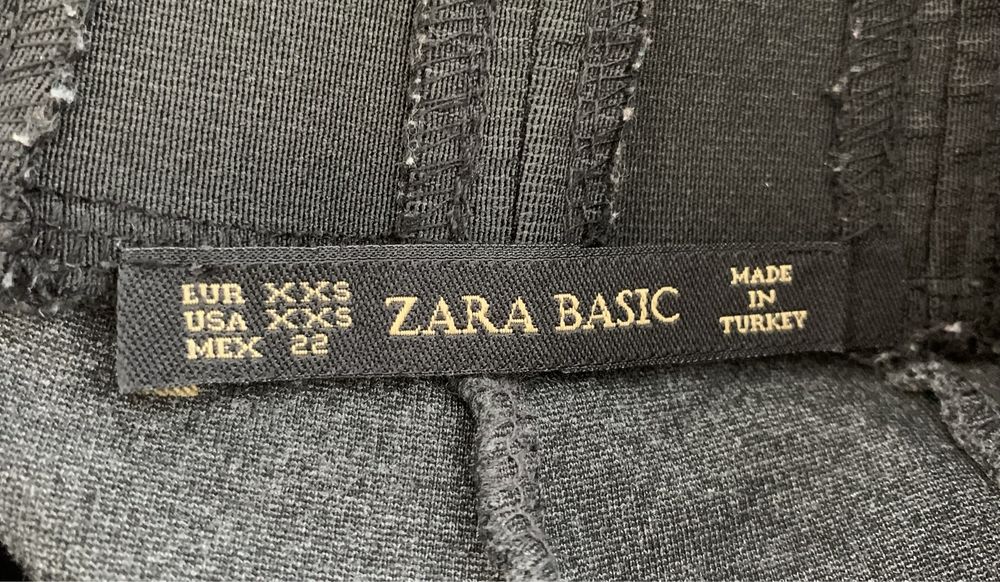 EUR XXS
USA XXS
MEX 22
ZARA BASIC
MADE
IN
TURKEY